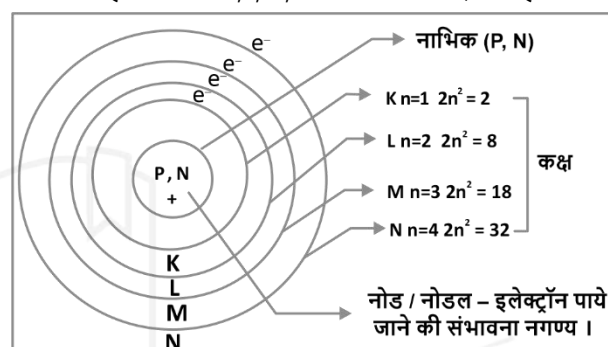 e⁻
e⁻
e⁻
e⁻
P, N
+
K
L
M
N
नाभिक (P, N)
K n=1 2n² = 2
L n=2 2n² = 8
M n=3 2n² = 18
N n=4 2n² = 32
कक्ष
नोड / नोडल – इलेक्ट्रॉन पाये
जाने की संभावना नगण्य ।